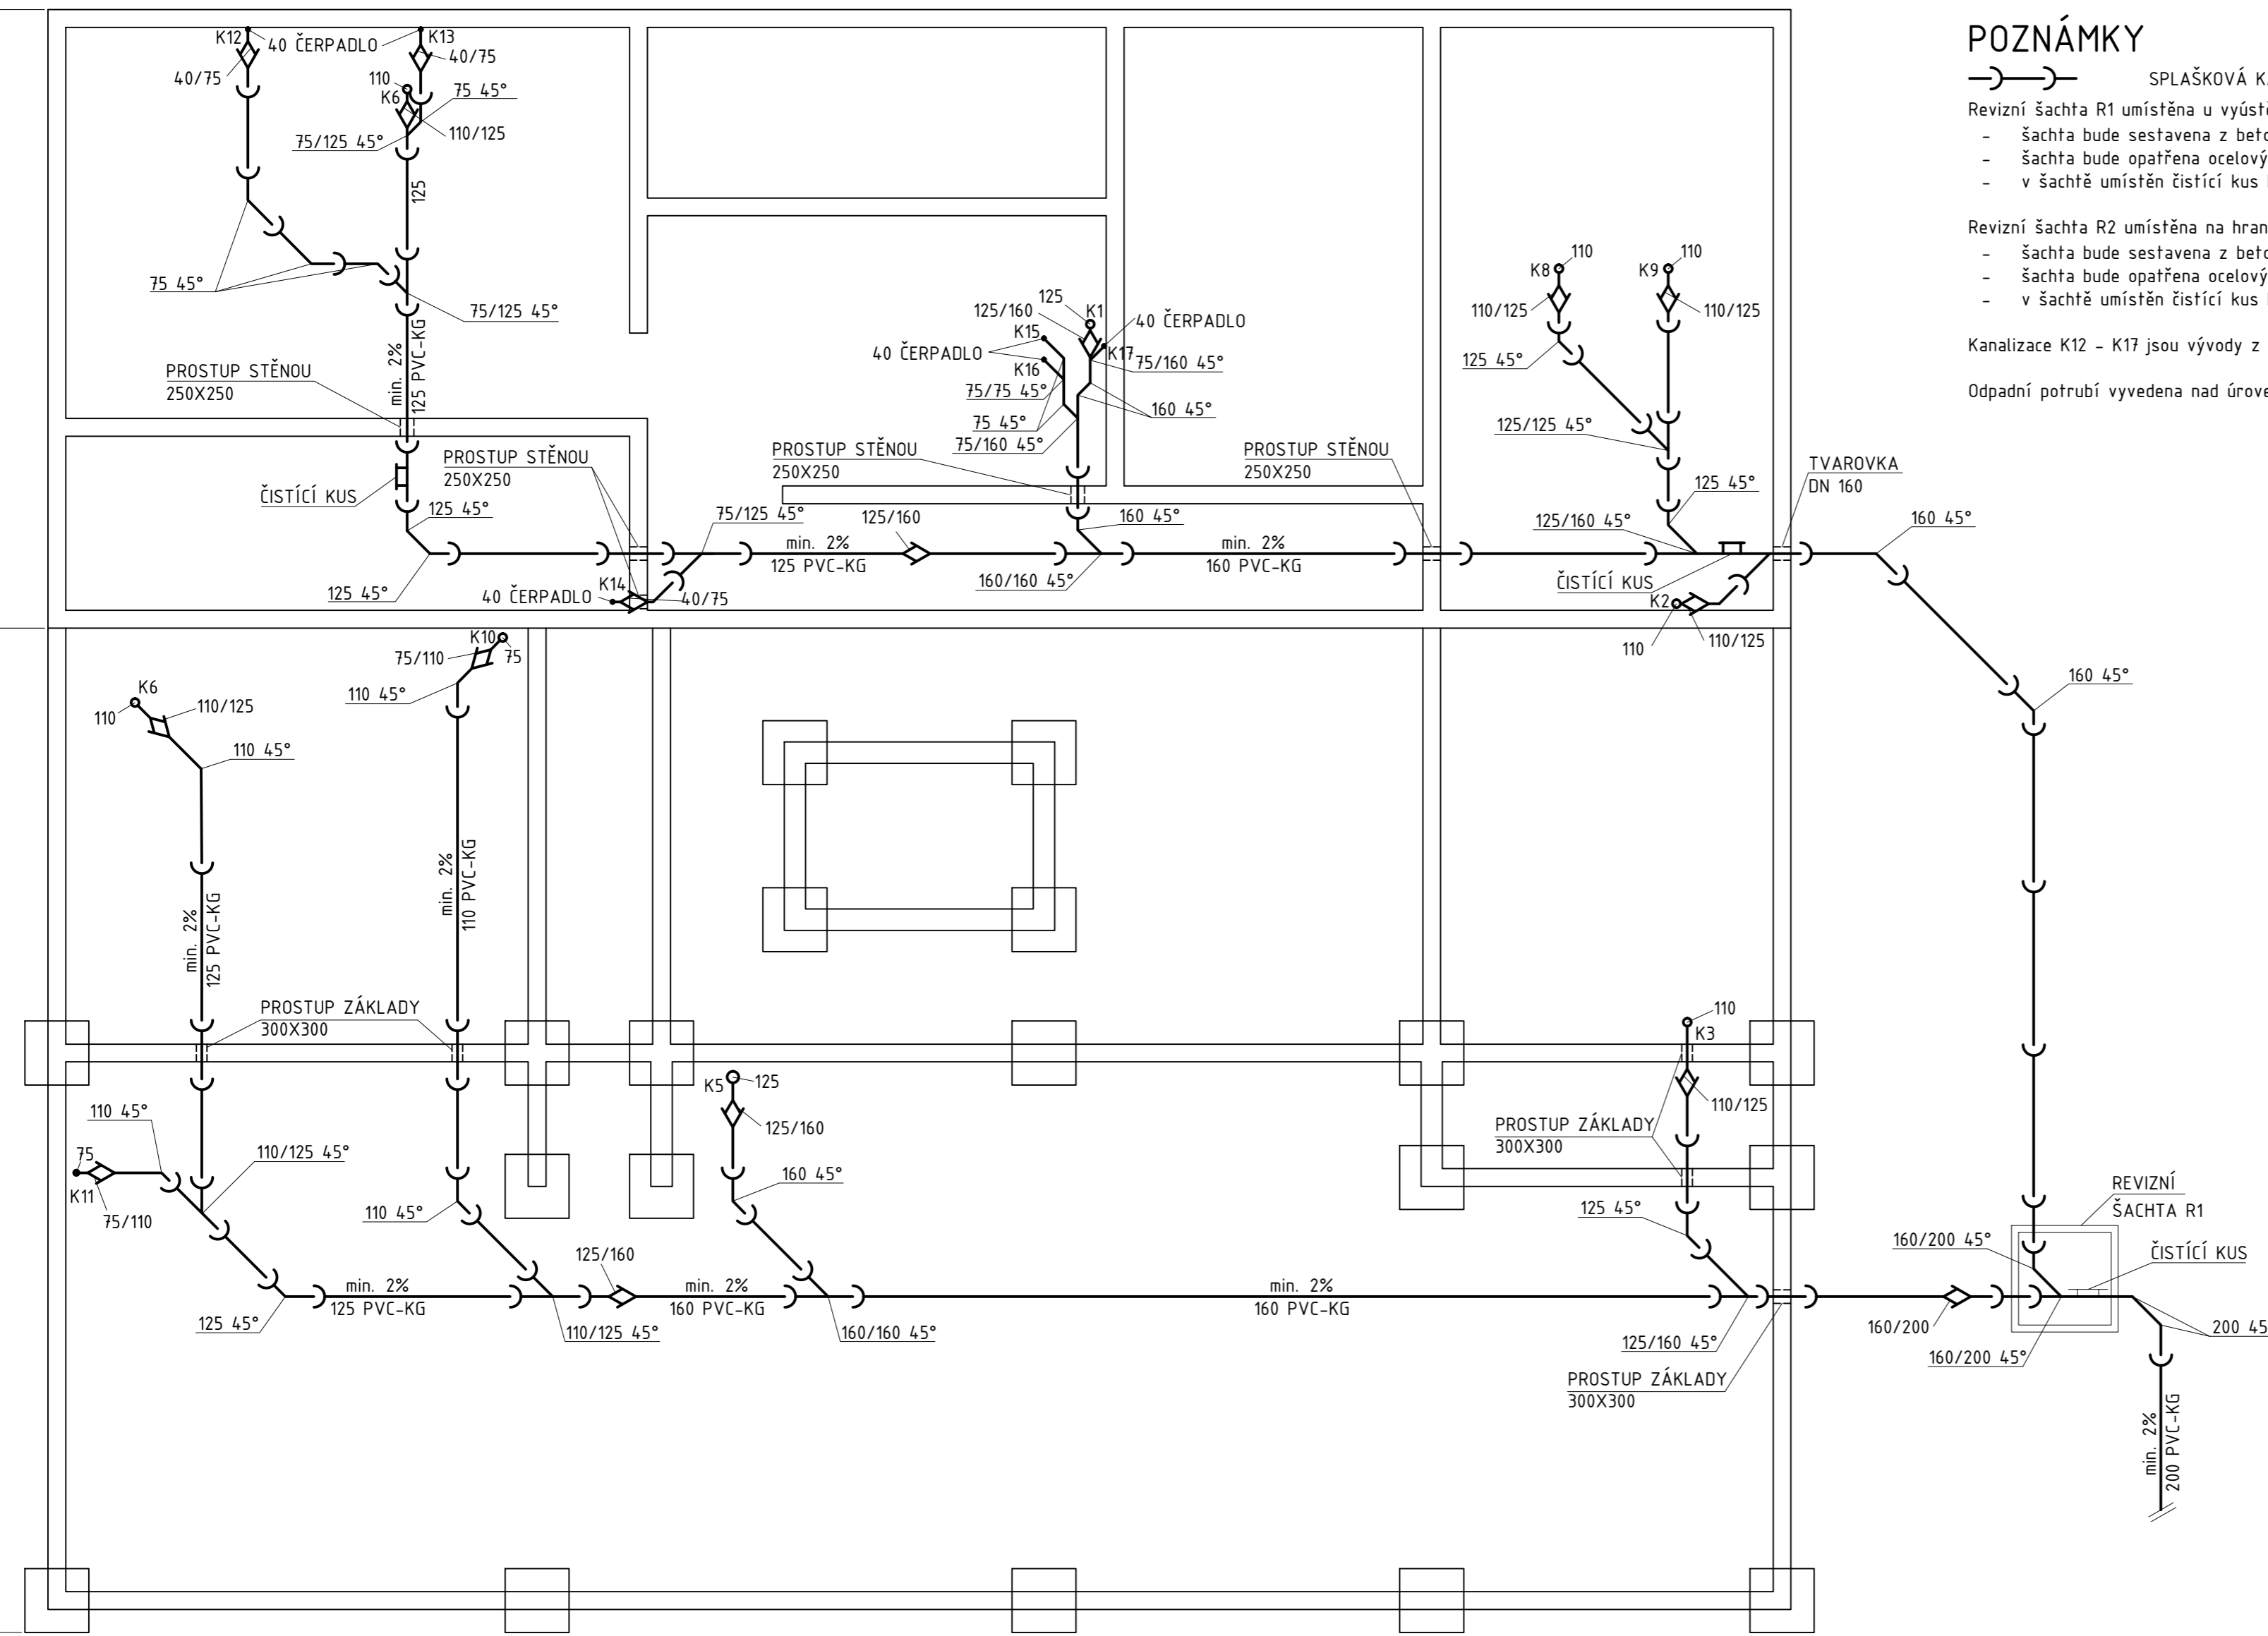 POZNÁMKY
SPLAŠKOVÁ
Revizní šachta R1 umístěna u
- šachta bude sestavena z
- šachta bude opatřena
- v šachtě umístěn čistící kus
Revizní šachta R2 umístěna na
- šachta bude sestavena z
- šachta bude opatřena
- v šachtě umístěn čistící kus
Kanalizace K12 - K17 jsou vývody z
Odpadní potrubí vyvedena nad
K12
40 ČERPADLO
K13
40/75
40/75
110
K6
75 45°
110/125
75/125 45°
125
75 45°
75/125 45°
min. 2%
125 PVC-KG
PROSTUP STĚNOU
250X250
ČISTÍCÍ KUS
125 45°
125 45°
PROSTUP STĚNOU
250X250
K14
40 ČERPADLO
40/75
75/125 45°
min. 2%
125 PVC-KG
125/160
125
125/160
K1
K15
40 ČERPADLO
K17
40 ČERPADLO
K16
75/160 45°
75/75 45°
160 45°
75 45°
75/160 45°
PROSTUP STĚNOU
250X250
160 45°
160/160 45°
min. 2%
160 PVC-KG
PROSTUP STĚNOU
250X250
K8
110
K9
110
110/125
110/125
125 45°
125/125 45°
125 45°
125/160 45°
ČISTÍCÍ KUS
K2
110
110/125
TVAROVKA
DN 160
160 45°
160 45°
K10
75
75/110
110 45°
K6
110
110/125
110 45°
min. 2%
125 PVC-KG
min. 2%
110 PVC-KG
PROSTUP ZÁKLADY
300X300
110 45°
75
K11
75/110
110/125 45°
125 45°
min. 2%
125 PVC-KG
110 45°
110/125 45°
125/160
min. 2%
160 PVC-KG
K5
125
125/160
160 45°
160/160 45°
min. 2%
160 PVC-KG
110
K3
110/125
PROSTUP ZÁKLADY
300X300
125 45°
125/160 45°
PROSTUP ZÁKLADY
300X300
160/200
160/200 45°
160/200 45°
REVIZNÍ
ŠACHTA R1
ČISTÍCÍ KUS
200 45
min. 2%
200 PVC-KG